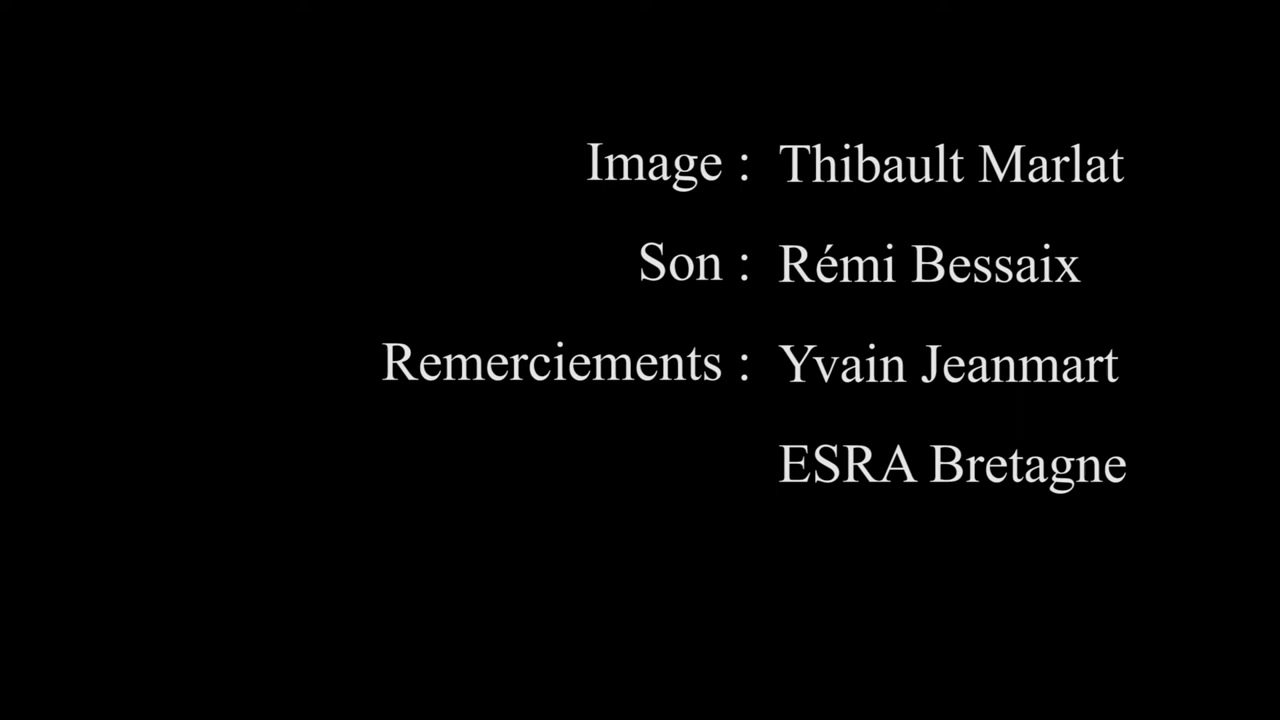 Image : Thibault Marlat
Son : Rémi Bessaix
Remerciements : Yvain Jeanmart
ESRA Bretagne